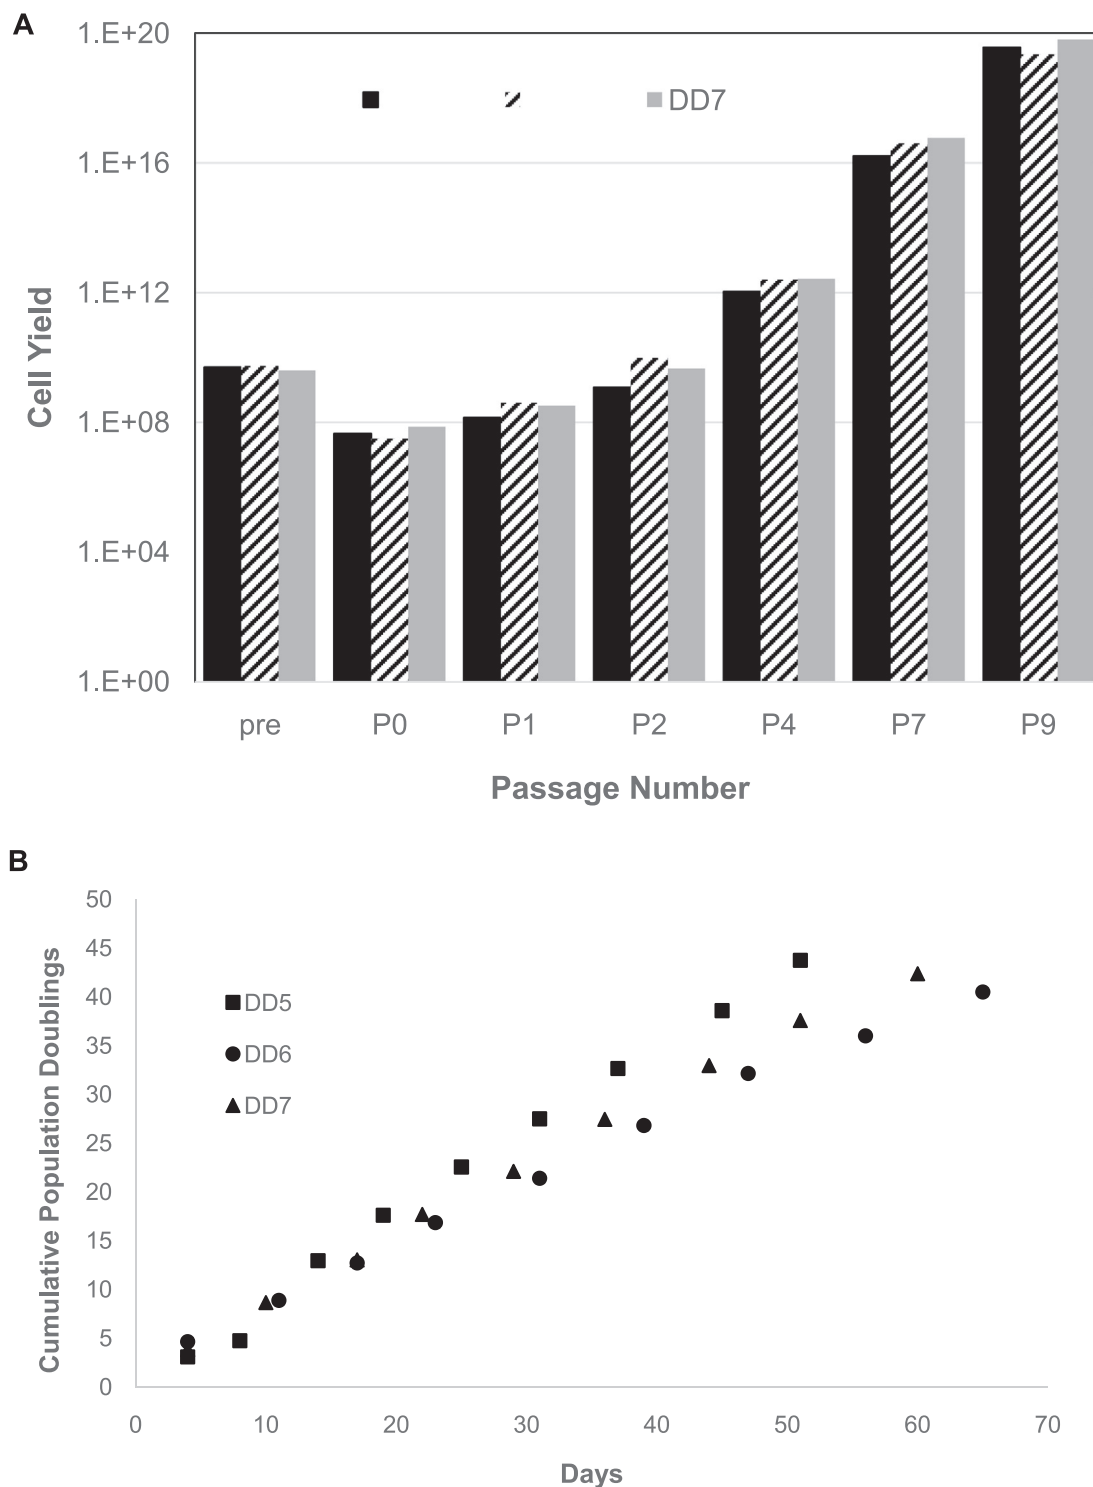 A
1.E+20
DD7
1.E+16
1.E+12
1.E+08
1.E+04
1.E+00
Cell Yield
pre P0 P1 P2 P4 P7 P9
Passage Number
B
50
45
40
35
30
25
20
15
10
5
0
Cumulative Population Doublings
DD5
DD6
DD7
0 10 20 30 40 50 60 70
Days